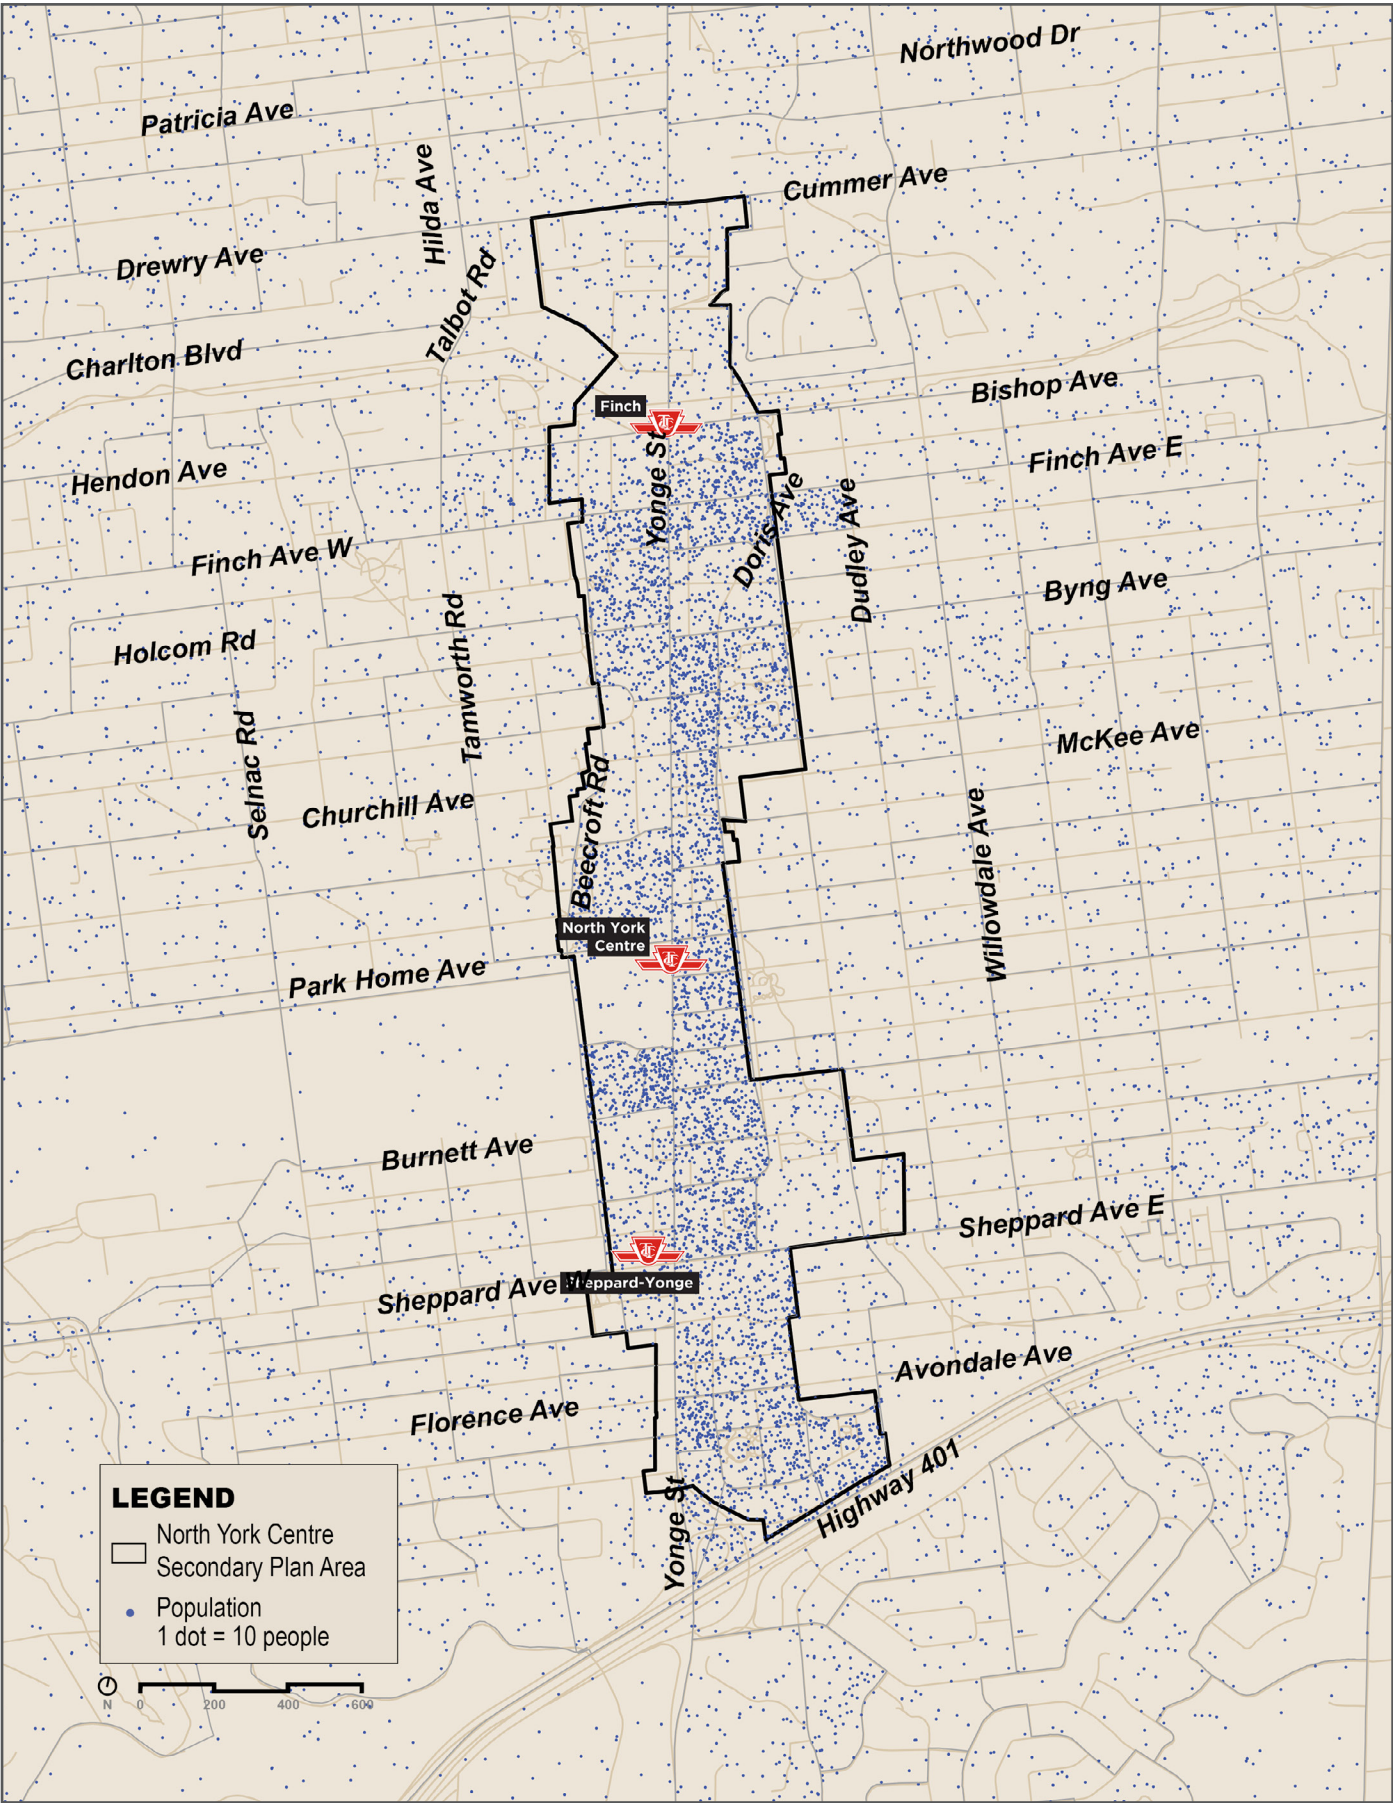 Northwood Dr
Patricia Ave
Cummer Ave
Hilda Ave
Drewry Ave
Talbot Rd
Charlton Blvd
Bishop Ave
Finch
Yonge St
Finch Ave E
Hendon Ave
Doris Ave
Dudley Ave
Finch Ave W
Byng Ave
Holcom Rd
Tamworth Rd
Selnac Rd
McKee Ave
Churchill Ave
Beecroft Rd
Willowdale Ave
North York
Centre
Park Home Ave
Burnett Ave
Sheppard Ave E
Sheppard Ave W
Sheppard-Yonge
Avondale Ave
Florence Ave
Highway 401
Yonge St
LEGEND
North York Centre
Secondary Plan Area
Population
1 dot = 10 people
N 0 200 400 600